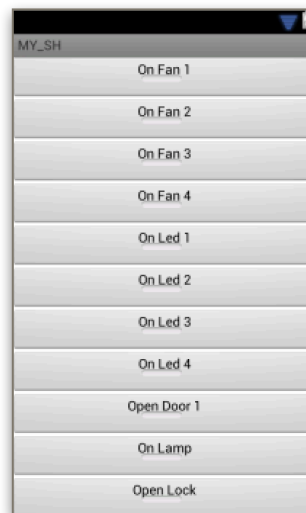 MY_SH
On Fan 1
On Fan 2
On Fan 3
On Fan 4
On Led 1
On Led 2
On Led 3
On Led 4
Open Door 1
On Lamp
Open Lock